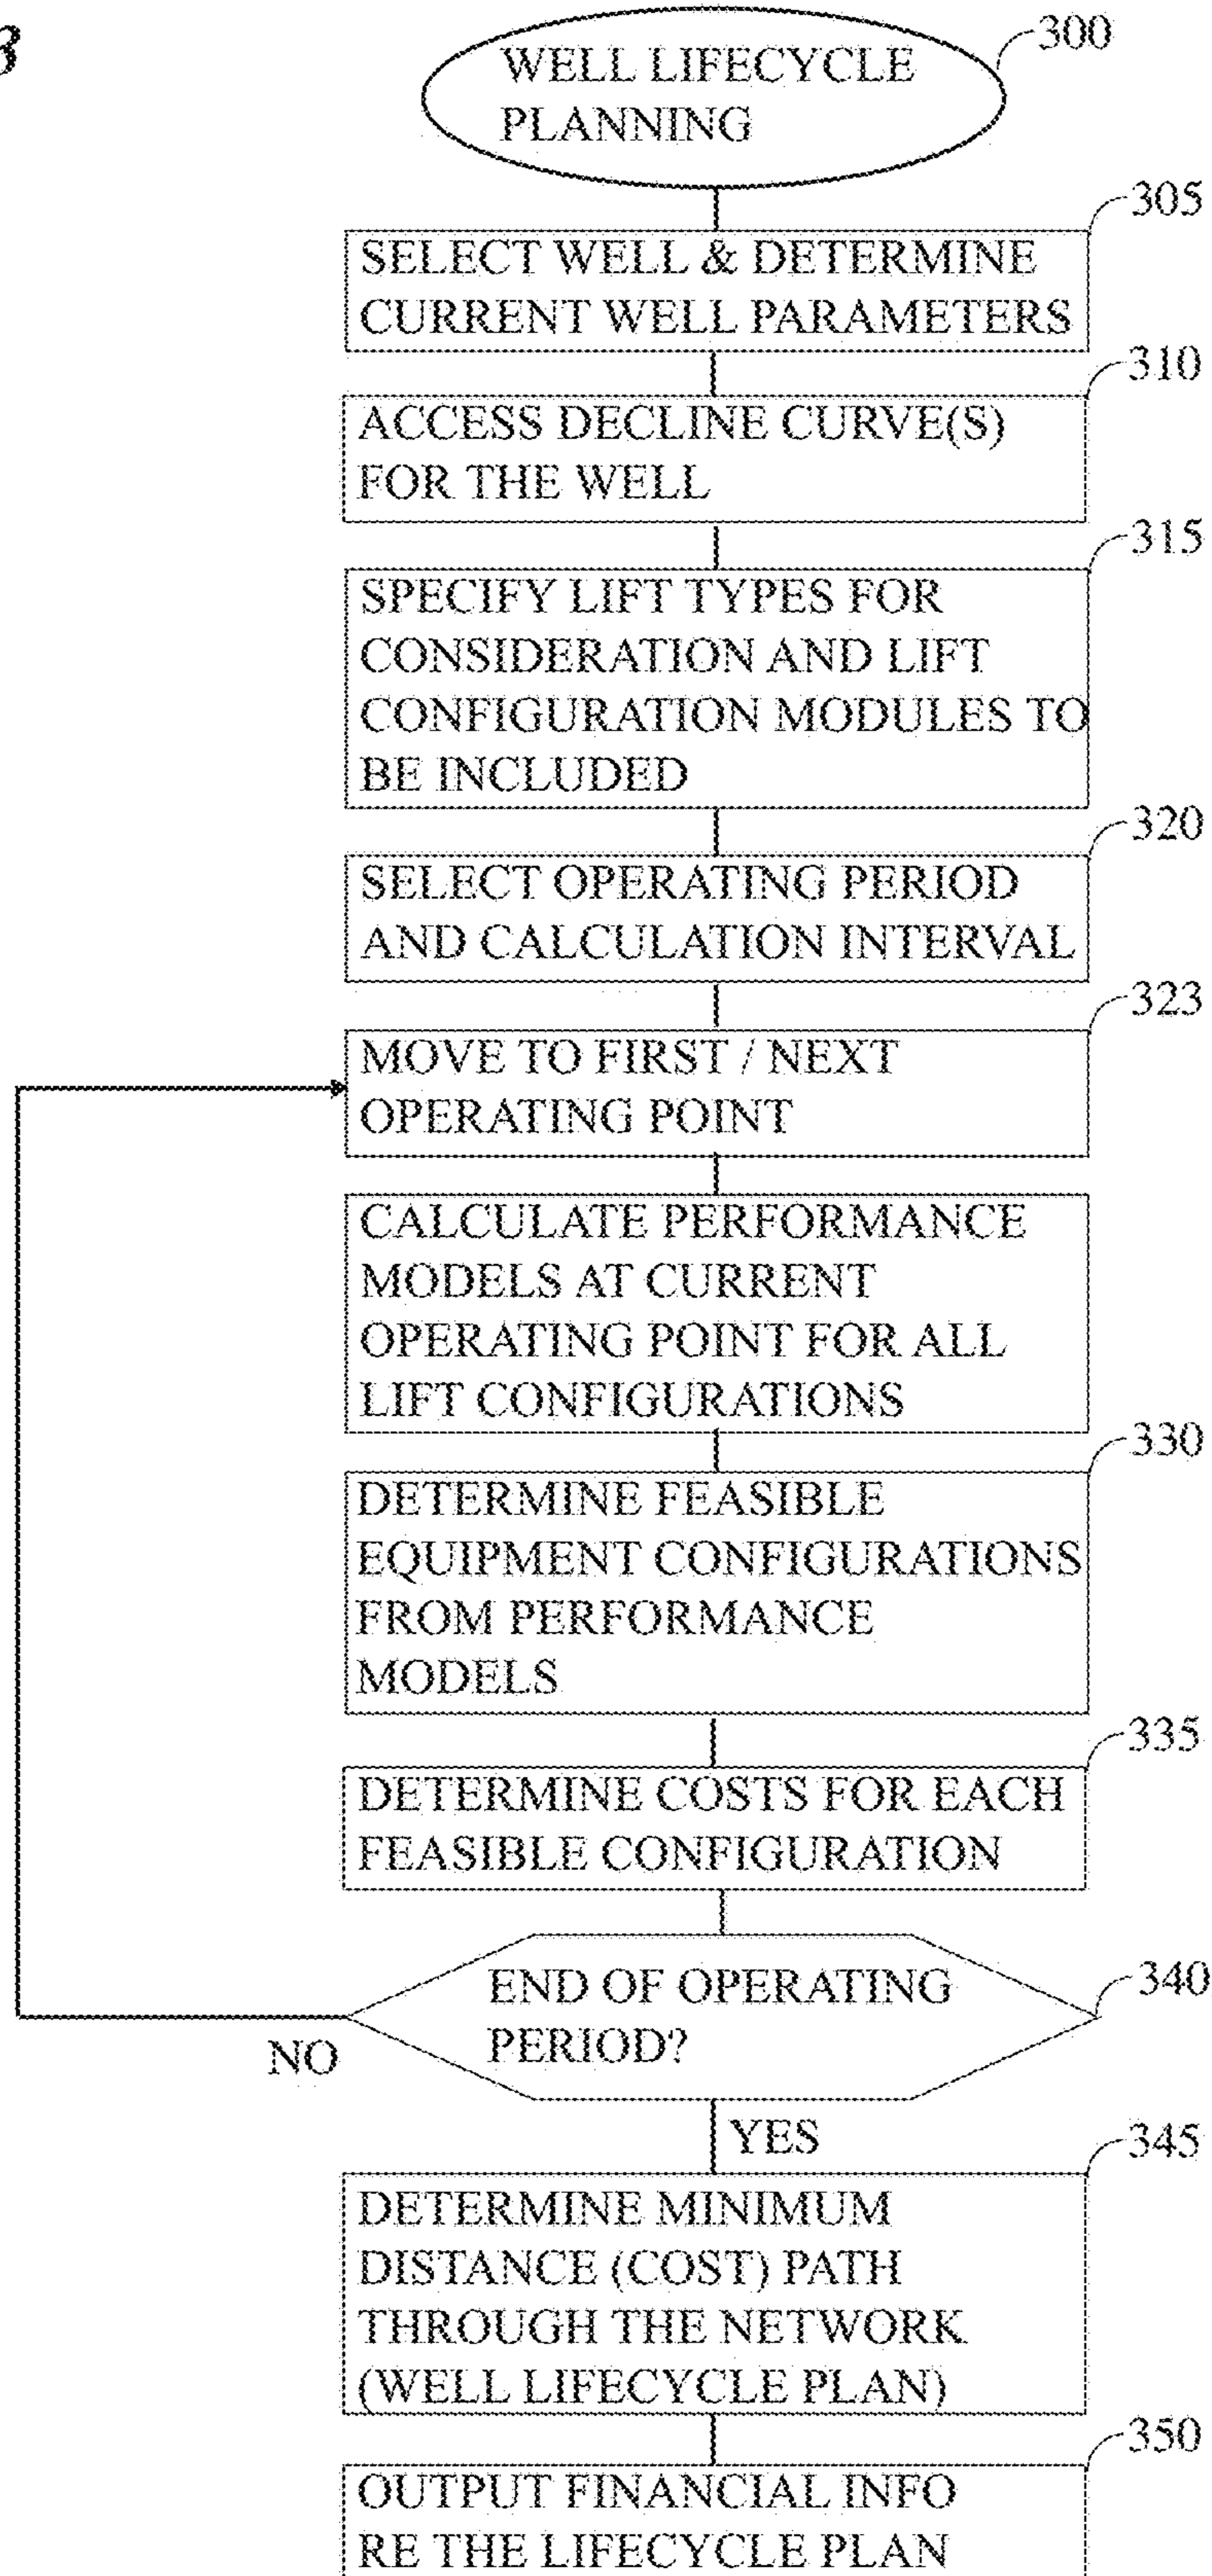 3
WELL LIFECYCLE
PLANNING
300
305
SELECT WELL & DETERMINE
CURRENT WELL PARAMETERS
310
ACCESS DECLINE CURVE(S)
FOR THE WELL
315
SPECIFY LIFT TYPES FOR
CONSIDERATION AND LIFT
CONFIGURATION MODULES TO
BE INCLUDED
320
SELECT OPERATING PERIOD
AND CALCULATION INTERVAL
323
MOVE TO FIRST / NEXT
OPERATING POINT
CALCULATE PERFORMANCE
MODELS AT CURRENT
OPERATING POINT FOR ALL
LIFT CONFIGURATIONS
330
DETERMINE FEASIBLE
EQUIPMENT CONFIGURATIONS
FROM PERFORMANCE
MODELS
335
DETERMINE COSTS FOR EACH
FEASIBLE CONFIGURATION
340
END OF OPERATING
PERIOD?
NO
YES
345
DETERMINE MINIMUM
DISTANCE (COST) PATH
THROUGH THE NETWORK
(WELL LIFECYCLE PLAN)
350
OUTPUT FINANCIAL INFO
RE THE LIFECYCLE PLAN